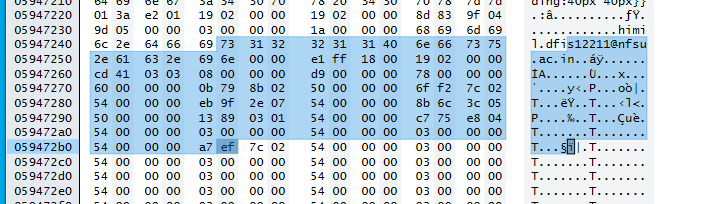 05947210 64 69 6e 67 3a 34 30 70 78 20 34 30 70 78 7d 7d ding:40px 40px}}
05947220 01 3a e2 01 19 02 00 00 19 02 00 00 8d 83 9f 04 .:â..........ƒŸ.
05947230 9d 05 00 00 03 00 00 00 1a 00 00 00 68 69 6d 69 ............himi
05947240 6c 2e 64 66 69 73 31 32 32 31 31 40 6e 66 73 75 l.dfis12211@nfsu
05947250 2e 61 63 2e 69 6e 00 00 e1 ff 18 00 19 02 00 00 .ac.in..áÿ......
05947260 cd 41 03 03 08 00 00 00 d9 00 00 00 78 00 00 00 ÍA......Ù...x...
05947270 60 00 00 00 0b 79 8b 02 50 00 00 00 6f f2 7c 02 `....y‹.P...oò|.
05947280 54 00 00 00 eb 9f 2e 07 54 00 00 00 8b 6c 3c 05 T...ëŸ..T...‹l<.
05947290 50 00 00 00 13 89 03 01 54 00 00 00 c7 75 e8 04 P....‰..T...Çuè.
059472a0 54 00 00 00 03 00 00 00 54 00 00 00 03 00 00 00 T.......T.......
059472b0 54 00 00 00 a7 ef 7c 02 54 00 00 00 03 00 00 00 T...§ï|.T.......
059472c0 54 00 00 00 03 00 00 00 54 00 00 00 03 00 00 00 T.......T.......
059472d0 54 00 00 00 03 00 00 00 54 00 00 00 03 00 00 00 T.......T.......
059472e0 54 00 00 00 03 00 00 00 54 00 00 00 03 00 00 00 T.......T.......